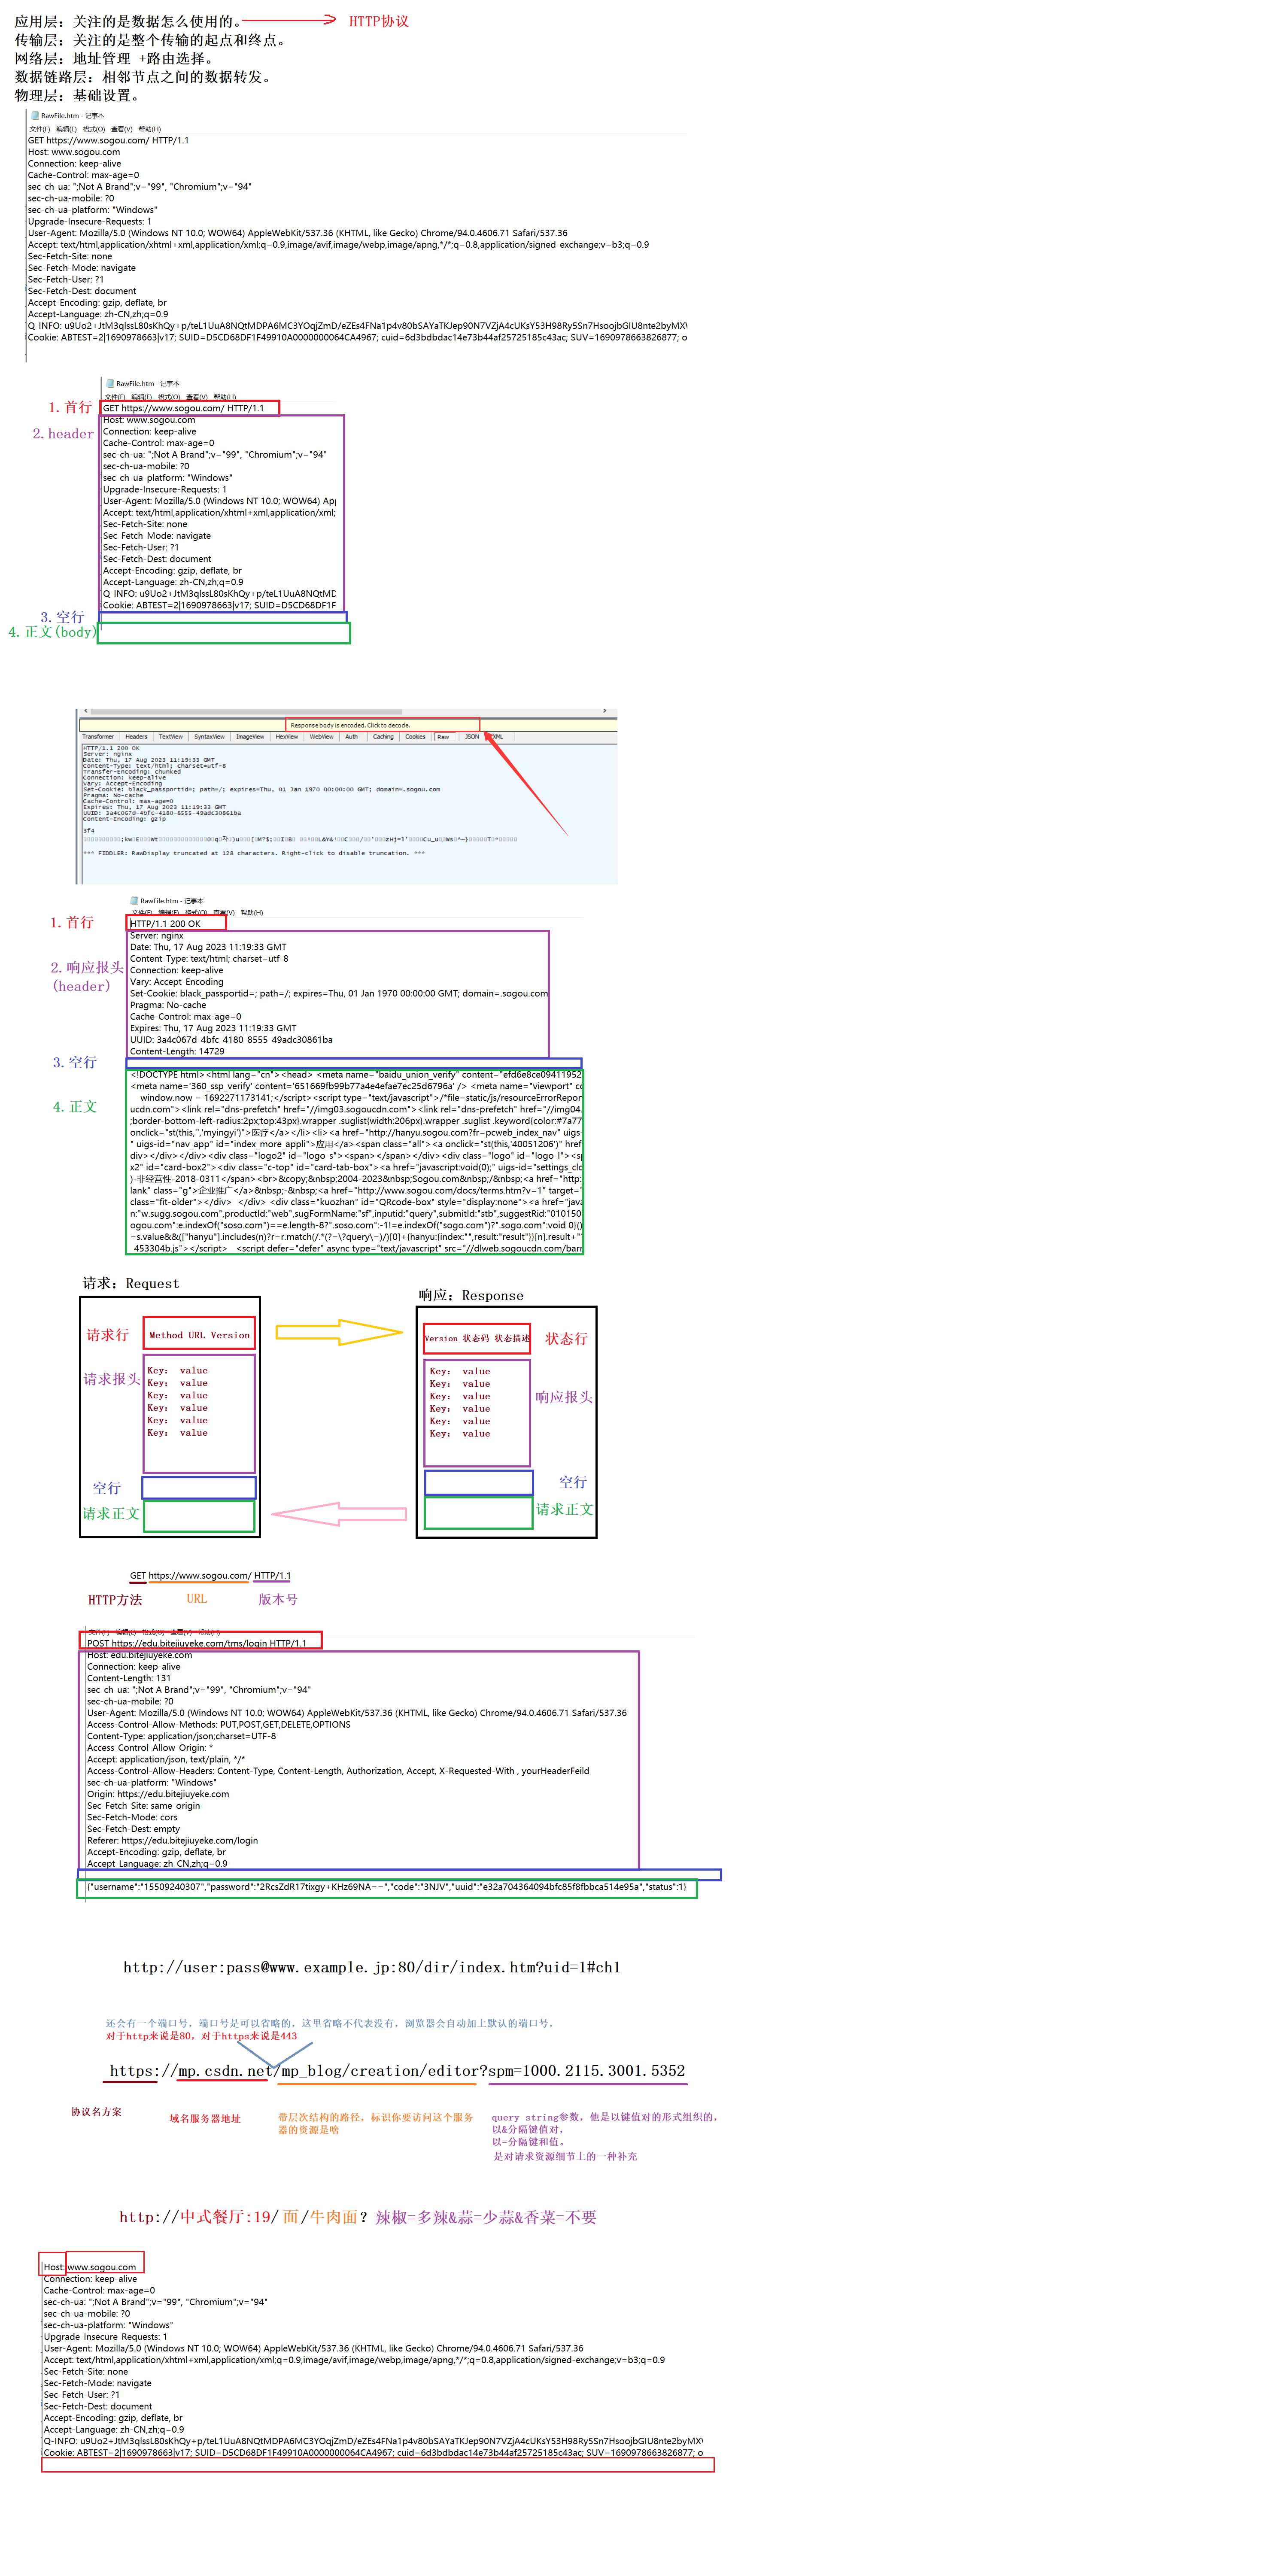 应用层：关注的是数据怎么使用的。 HTTP协议
传输层：关注的是整个传输的起点和终点。
网络层：地址管理 +路由选择。
数据链路层：相邻节点之间的数据转发。
物理层：基础设置。
RawFile.htm - 记事本
文件(F) 编辑(E) 格式(O) 查看(V) 帮助(H)
GET https://www.sogou.com/ HTTP/1.1
Host: www.sogou.com
Connection: keep-alive
Cache-Control: max-age=0
sec-ch-ua: ";Not A Brand";v="99", "Chromium";v="94"
sec-ch-ua-mobile: ?0
sec-ch-ua-platform: "Windows"
Upgrade-Insecure-Requests: 1
User-Agent: Mozilla/5.0 (Windows NT 10.0; WOW64) AppleWebKit/537.36 (KHTML, like Gecko) Chrome/94.0.4606.71 Safari/537.36
Accept: text/html,application/xhtml+xml,application/xml;q=0.9,image/avif,image/webp,image/apng,*/*;q=0.8,application/signed-exchange;v=b3;q=0.9
Sec-Fetch-Site: none
Sec-Fetch-Mode: navigate
Sec-Fetch-User: ?1
Sec-Fetch-Dest: document
Accept-Encoding: gzip, deflate, br
Accept-Language: zh-CN,zh;q=0.9
Q-INFO: u9Uo2+JtM3qlssL80sKhQy+p/teL1UuA8NQtMDPA6MC3YOqjZmD/eZEs4FNa1p4v80bSAYaTKJep90N7VZjA4cUKsY53H98Ry5Sn7HsoojbGIU8nte2byMX\
Cookie: ABTEST=2|1690978663|v17; SUID=D5CD68DF1F49910A0000000064CA4967; cuid=6d3bdbdac14e73b44af25725185c43ac; SUV=1690978663826877; o
RawFile.htm - 记事本
文件(F) 编辑(E) 格式(O) 查看(V) 帮助(H)
1.首行
GET https://www.sogou.com/ HTTP/1.1
2.header
Host: www.sogou.com
Connection: keep-alive
Cache-Control: max-age=0
sec-ch-ua: ";Not A Brand";v="99", "Chromium";v="94"
sec-ch-ua-mobile: ?0
sec-ch-ua-platform: "Windows"
Upgrade-Insecure-Requests: 1
User-Agent: Mozilla/5.0 (Windows NT 10.0; WOW64) Ap
Accept: text/html,application/xhtml+xml,application/xml;
Sec-Fetch-Site: none
Sec-Fetch-Mode: navigate
Sec-Fetch-User: ?1
Sec-Fetch-Dest: document
Accept-Encoding: gzip, deflate, br
Accept-Language: zh-CN,zh;q=0.9
Q-INFO: u9Uo2+JtM3qlssL80sKhQy+p/teL1UuA8NQtMD
Cookie: ABTEST=2|1690978663|v17; SUID=D5CD68DF1F
3.空行
4.正文(body)
Response body is encoded. Click to decode.
Transformer Headers TextView SyntaxView ImageView HexView WebView Auth Caching Cookies Raw JSON XML
HTTP/1.1 200 OK
Server: nginx
Date: Thu, 17 Aug 2023 11:19:33 GMT
Content-Type: text/html; charset=utf-8
Transfer-Encoding: chunked
Connection: keep-alive
Vary: Accept-Encoding
Set-Cookie: black_passportid=; path=/; expires=Thu, 01 Jan 1970 00:00:00 GMT; domain=.sogou.com
Pragma: No-cache
Cache-Control: max-age=0
Expires: Thu, 17 Aug 2023 11:19:33 GMT
UUID: 3a4c067d-4bfc-4180-8555-49adc30861ba
Content-Encoding: gzip
3f4
*** FIDDLER: RawDisplay truncated at 128 characters. Right-click to disable truncation. ***
RawFile.htm - 记事本
文件(F) 编辑(E) 格式(O) 查看(V) 帮助(H)
1.首行
HTTP/1.1 200 OK
Server: nginx
Date: Thu, 17 Aug 2023 11:19:33 GMT
Content-Type: text/html; charset=utf-8
2.响应报头
(header)
Connection: keep-alive
Vary: Accept-Encoding
Set-Cookie: black_passportid=; path=/; expires=Thu, 01 Jan 1970 00:00:00 GMT; domain=.sogou.com
Pragma: No-cache
Cache-Control: max-age=0
Expires: Thu, 17 Aug 2023 11:19:33 GMT
UUID: 3a4c067d-4bfc-4180-8555-49adc30861ba
Content-Length: 14729
3.空行
4.正文
<!DOCTYPE html><html lang="cn"><head> <meta name="baidu_union_verify" content="efd6e8ce09411952
<meta name='360_ssp_verify' content='651669fb99b77a4e4efae7ec25d6796a' /> <meta name="viewport" co
window.now = 1692271173141;</script><script type="text/javascript">/*file=static/js/resourceErrorRepor
ucdn.com"><link rel="dns-prefetch" href="//img03.sogoucdn.com"><link rel="dns-prefetch" href="//img04.
;border-bottom-left-radius:2px;top:43px}.wrapper .suglist{width:206px}.wrapper .suglist .keyword{color:#7a77
onclick="st(this,'','myingyi')">医疗</a></li><li><a href="http://hanyu.sogou.com?fr=pcweb_index_nav" uigs-
" uigs-id="nav_app" id="index_more_appli">应用</a><span class="all"><a onclick="st(this,'40051206')" href
div></div></div><div class="logo2" id="logo-s"><span></span></div><div class="logo" id="logo-l"><sp
x2" id="card-box2"><div class="c-top" id="card-tab-box"><a href="javascript:void(0);" uigs-id="settings_clo
)-非经营性-2018-0311</span><br>&copy;&nbsp;2004-2023&nbsp;Sogou.com&nbsp;/&nbsp;<a href="http:
lank" class="g">企业推广</a>&nbsp;-&nbsp;<a href="http://www.sogou.com/docs/terms.htm?v=1" target="
class="fit-older"></div> </div> <div class="kuozhan" id="QRcode-box" style="display:none"><a href="java
n:"w.sugg.sogou.com",productId:"web",sugFormName:"sf",inputid:"query",submitId:"stb",suggestRid:"010150
ogou.com":e.indexOf("soso.com")==e.length-8?".soso.com":-1!=e.indexOf("sogo.com")?".sogo.com":void 0}()
=s.value&&(["hanyu"].includes(n)?r=r.match(/.*(?=\?query\=)/)[0]+{hanyu:{index:"",result:"result"}}[n].result+"
453304b.js"></script> <script defer="defer" async type="text/javascript" src="//dlweb.sogoucdn.com/barr
请求：Request
响应：Response
请求行 Method URL Version
Version 状态码 状态描述 状态行
请求报头
Key： value
Key： value
Key： value
Key： value
Key： value
Key： value
响应报头
Key： value
Key： value
Key： value
Key： value
Key： value
Key： value
空行
空行
请求正文
请求正文
GET https://www.sogou.com/ HTTP/1.1
HTTP方法 URL 版本号
文件(F) 编辑(E) 格式(O) 查看(V) 帮助(H)
POST https://edu.bitejiuyeke.com/tms/login HTTP/1.1
Host: edu.bitejiuyeke.com
Connection: keep-alive
Content-Length: 131
sec-ch-ua: ";Not A Brand";v="99", "Chromium";v="94"
sec-ch-ua-mobile: ?0
User-Agent: Mozilla/5.0 (Windows NT 10.0; WOW64) AppleWebKit/537.36 (KHTML, like Gecko) Chrome/94.0.4606.71 Safari/537.36
Access-Control-Allow-Methods: PUT,POST,GET,DELETE,OPTIONS
Content-Type: application/json;charset=UTF-8
Access-Control-Allow-Origin: *
Accept: application/json, text/plain, */*
Access-Control-Allow-Headers: Content-Type, Content-Length, Authorization, Accept, X-Requested-With , yourHeaderFeild
sec-ch-ua-platform: "Windows"
Origin: https://edu.bitejiuyeke.com
Sec-Fetch-Site: same-origin
Sec-Fetch-Mode: cors
Sec-Fetch-Dest: empty
Referer: https://edu.bitejiuyeke.com/login
Accept-Encoding: gzip, deflate, br
Accept-Language: zh-CN,zh;q=0.9
{"username":"15509240307","password":"2RcsZdR17tixgy+KHz69NA==","code":"3NJV","uuid":"e32a704364094bfc85f8fbbca514e95a","status":1}
http://user:pass@www.example.jp:80/dir/index.htm?uid=1#ch1
还会有一个端口号，端口号是可以省略的，这里省略不代表没有，浏览器会自动加上默认的端口号，
对于http来说是80，对于https来说是443
https://mp.csdn.net/mp_blog/creation/editor?spm=1000.2115.3001.5352
协议名方案
域名服务器地址
带层次结构的路径，标识你要访问这个服务
器的资源是啥
query string参数，他是以键值对的形式组织的，
以&分隔键值对，
以=分隔键和值。
是对请求资源细节上的一种补充
http://中式餐厅:19/面/牛肉面？辣椒=多辣&蒜=少蒜&香菜=不要
Host: www.sogou.com
Connection: keep-alive
Cache-Control: max-age=0
sec-ch-ua: ";Not A Brand";v="99", "Chromium";v="94"
sec-ch-ua-mobile: ?0
sec-ch-ua-platform: "Windows"
Upgrade-Insecure-Requests: 1
User-Agent: Mozilla/5.0 (Windows NT 10.0; WOW64) AppleWebKit/537.36 (KHTML, like Gecko) Chrome/94.0.4606.71 Safari/537.36
Accept: text/html,application/xhtml+xml,application/xml;q=0.9,image/avif,image/webp,image/apng,*/*;q=0.8,application/signed-exchange;v=b3;q=0.9
Sec-Fetch-Site: none
Sec-Fetch-Mode: navigate
Sec-Fetch-User: ?1
Sec-Fetch-Dest: document
Accept-Encoding: gzip, deflate, br
Accept-Language: zh-CN,zh;q=0.9
Q-INFO: u9Uo2+JtM3qlssL80sKhQy+p/teL1UuA8NQtMDPA6MC3YOqjZmD/eZEs4FNa1p4v80bSAYaTKJep90N7VZjA4cUKsY53H98Ry5Sn7HsoojbGIU8nte2byMX\
Cookie: ABTEST=2|1690978663|v17; SUID=D5CD68DF1F49910A0000000064CA4967; cuid=6d3bdbdac14e73b44af25725185c43ac; SUV=1690978663826877; o